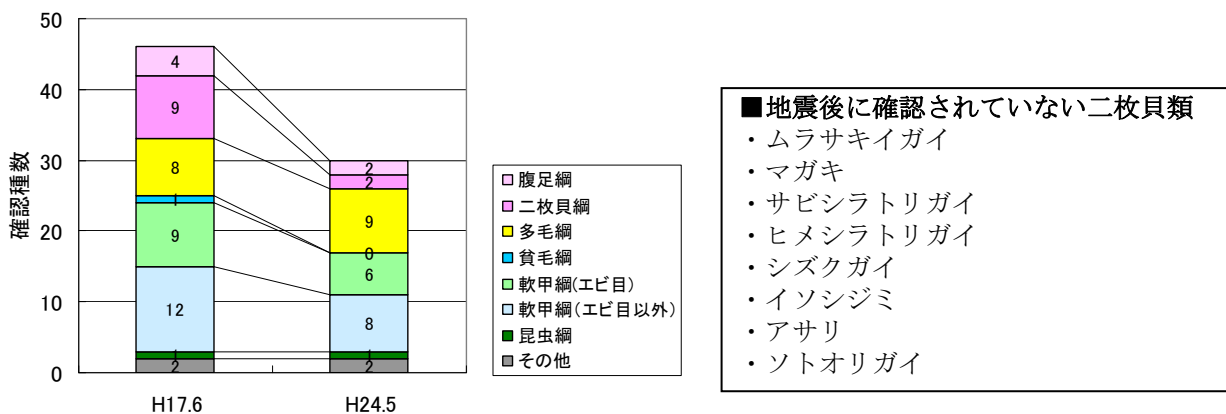 50
40
30
20
10
0
確認種数
4
9
8
1
9
12
1
2
2
2
9
0
6
8
1
2
H17.6
H24.5
腹足綱
二枚貝綱
多毛綱
貧毛綱
軟甲綱(エビ目)
軟甲綱(エビ目以外)
昆虫綱
その他
■地震後に確認されていない二枚貝類
・ムラサキイガイ
・マガキ
・サビシラトリガイ
・ヒメシラトリガイ
・シズクガイ
・イソシジミ
・アサリ
・ソトオリガイ